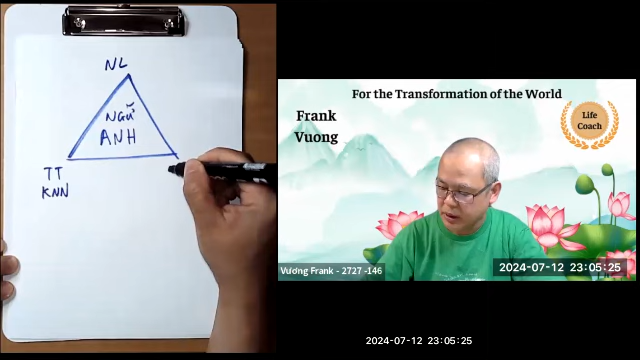 NL
NGỮ
ANH
TT
KNN
For the Transformation of the World
Frank
Vuong
Life
Coach
Vương Frank - 2727 -146
2024-07-12 23:05:25
2024-07-12 23:05:25